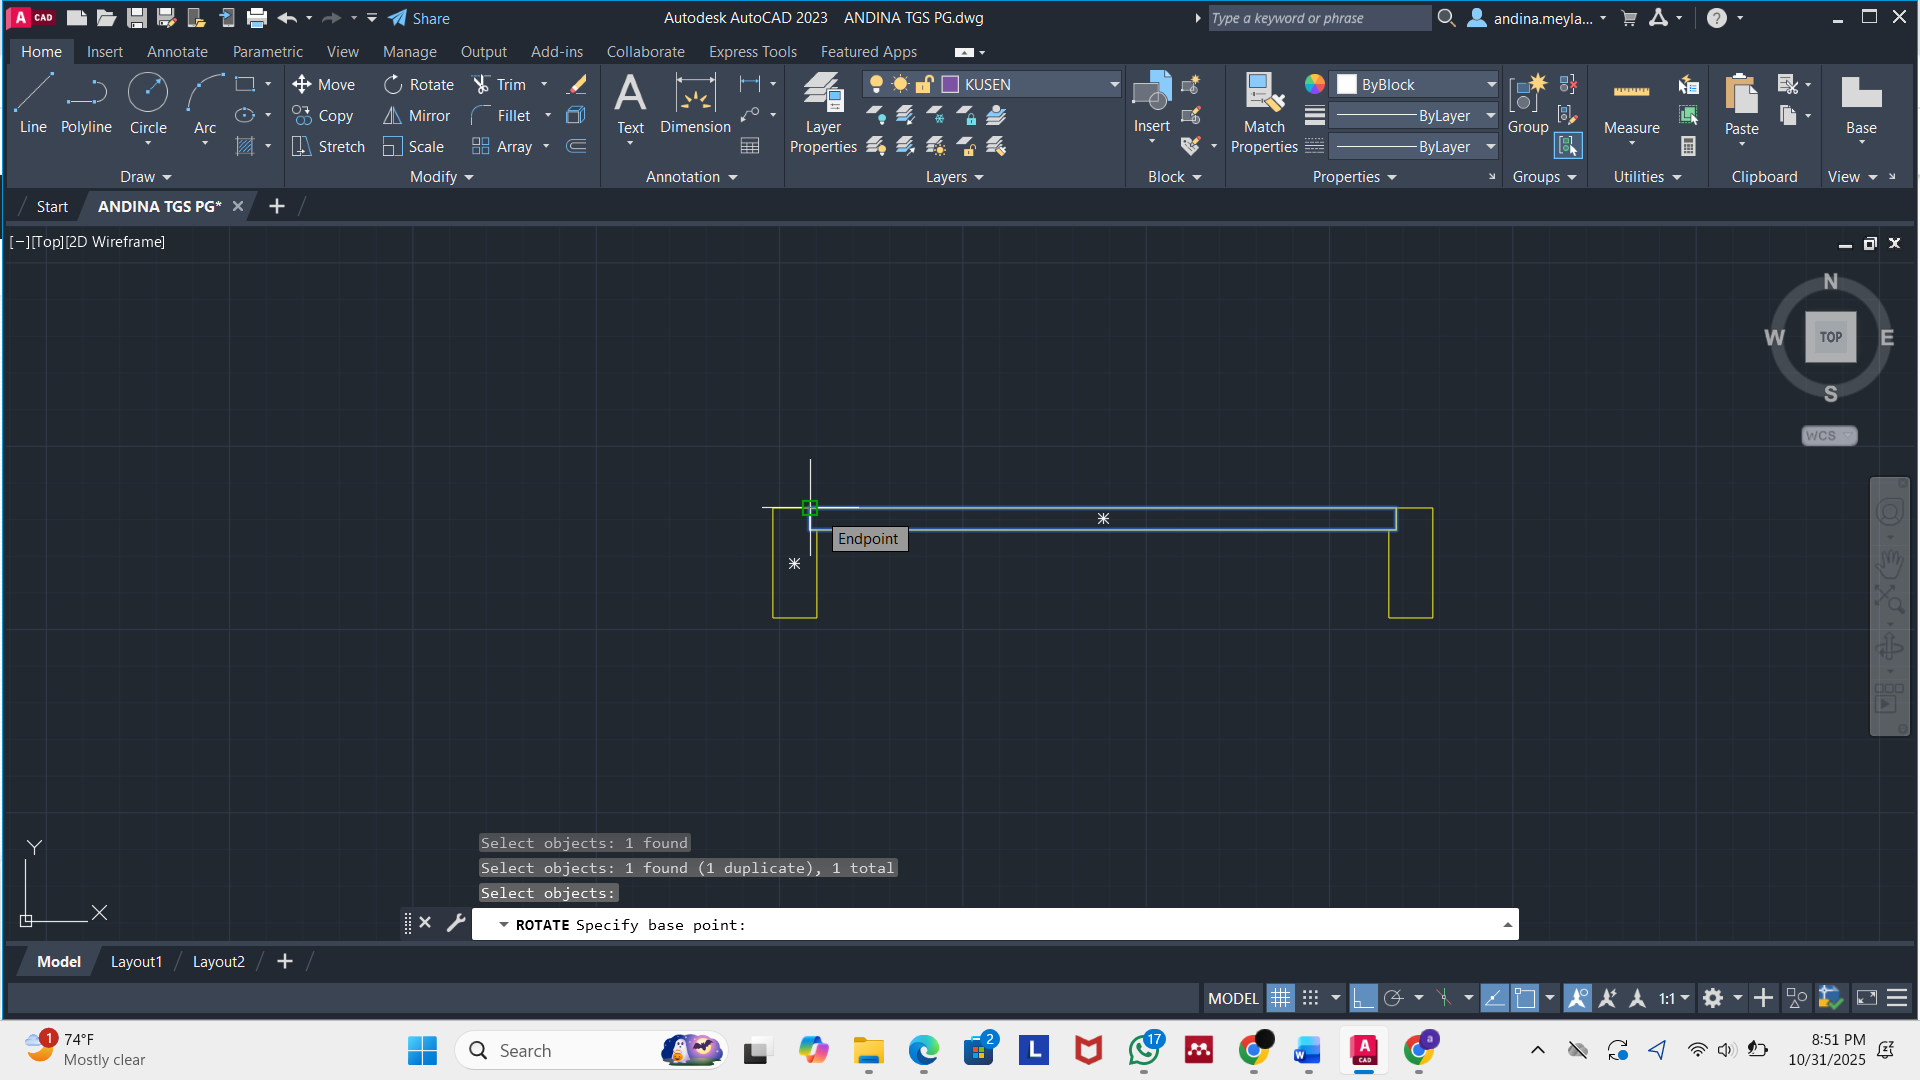 A CAD
Share
Autodesk AutoCAD 2023 ANDINA TGS PG.dwg
Type a keyword or phrase
andina.meyla...
Home Insert Annotate Parametric View Manage Output Add-ins Collaborate Express Tools Featured Apps
Move Rotate Trim
KUSEN
ByBlock
Copy Mirror Fillet
ByLayer
Line Polyline Circle Arc
Text Dimension
Layer Properties
Insert
Match Properties
Group
Measure
Paste
Base
Stretch Scale Array
ByLayer
Draw Modify Annotation Layers Block Properties Groups Utilities Clipboard View
Start ANDINA TGS PG*
[−][Top][2D Wireframe]
N
W TOP E
S
WCS
Endpoint
Select objects: 1 found
Select objects: 1 found (1 duplicate), 1 total
Select objects:
Y
X
ROTATE Specify base point:
Model Layout1 Layout2
MODEL 1:1
1
74°F
Mostly clear
Search
2
L
17
W
A CAD
a
8:51 PM
10/31/2025